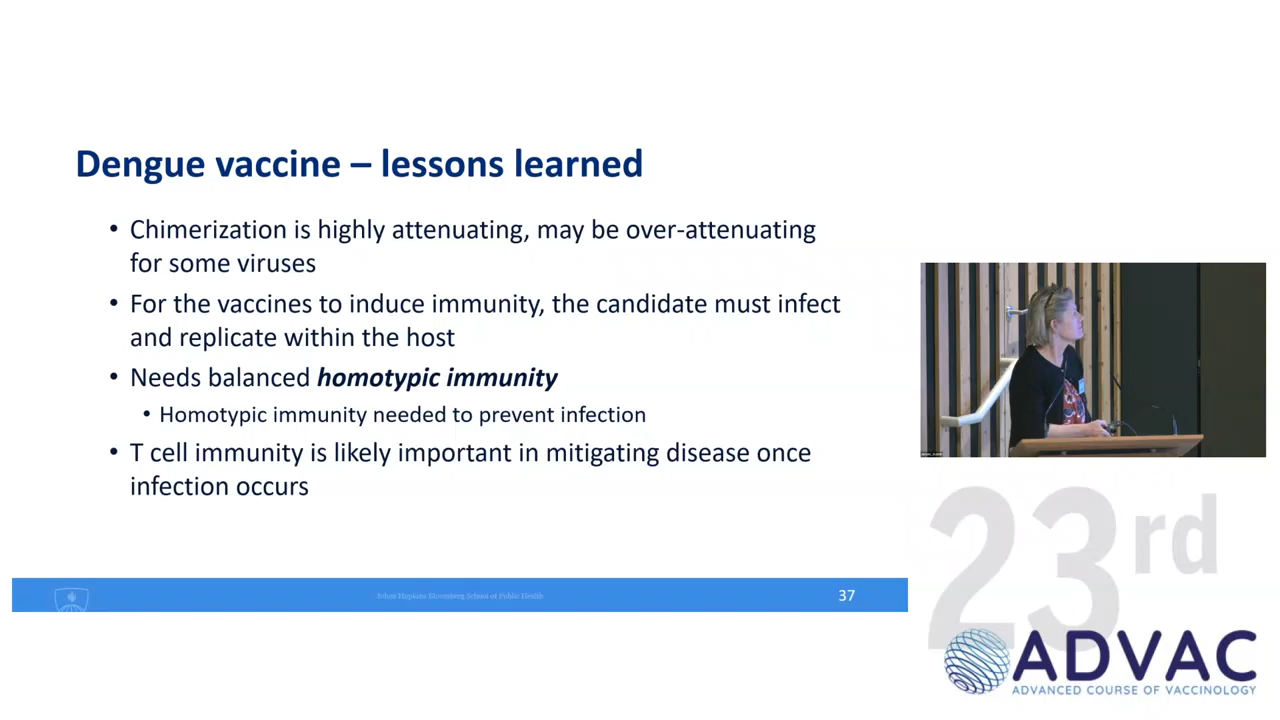 Dengue vaccine – lessons learned
• Chimerization is highly attenuating, may be over-attenuating
for some viruses
• For the vaccines to induce immunity, the candidate must infect
and replicate within the host
• Needs balanced homotypic immunity
• Homotypic immunity needed to prevent infection
• T cell immunity is likely important in mitigating disease once
infection occurs
Johns Hopkins Bloomberg School of Public Health
37
23rd
ADVAC
ADVANCED COURSE OF VACCINOLOGY